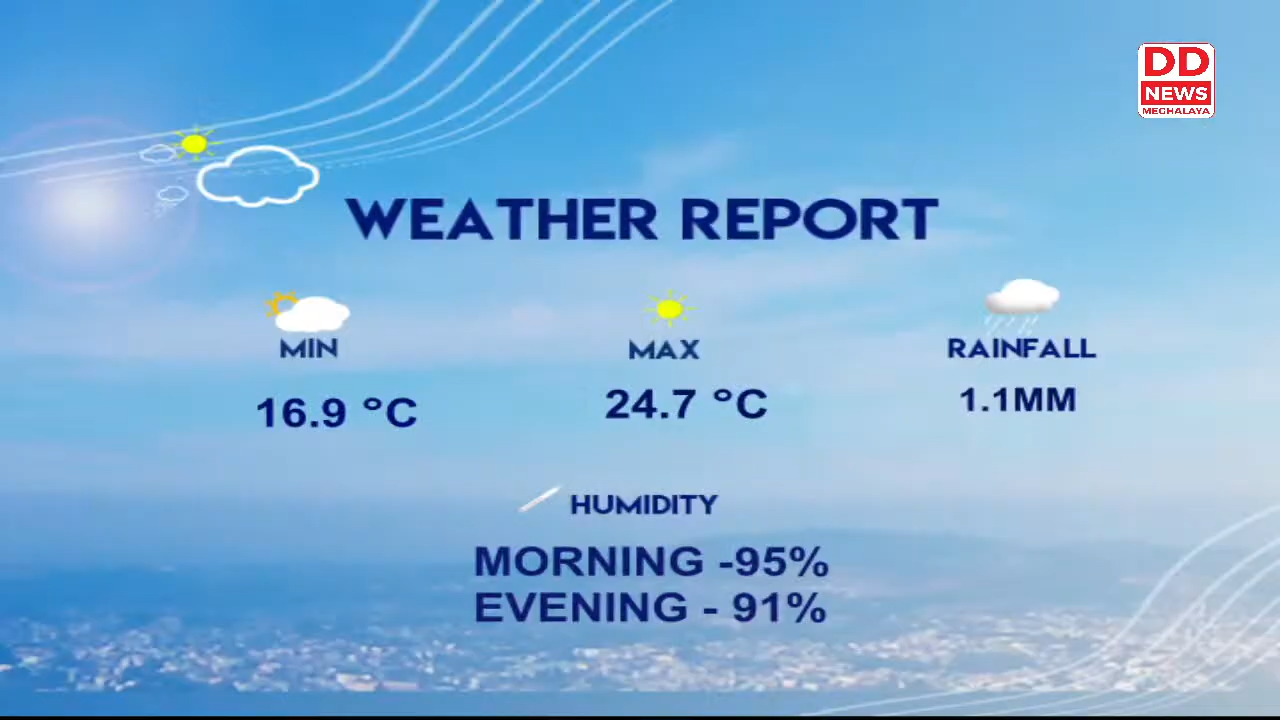 DD
NEWS
MEGHALAYA
WEATHER REPORT
MIN
MAX
RAINFALL
16.9 °C
24.7 °C
1.1MM
HUMIDITY
MORNING -95%
EVENING - 91%